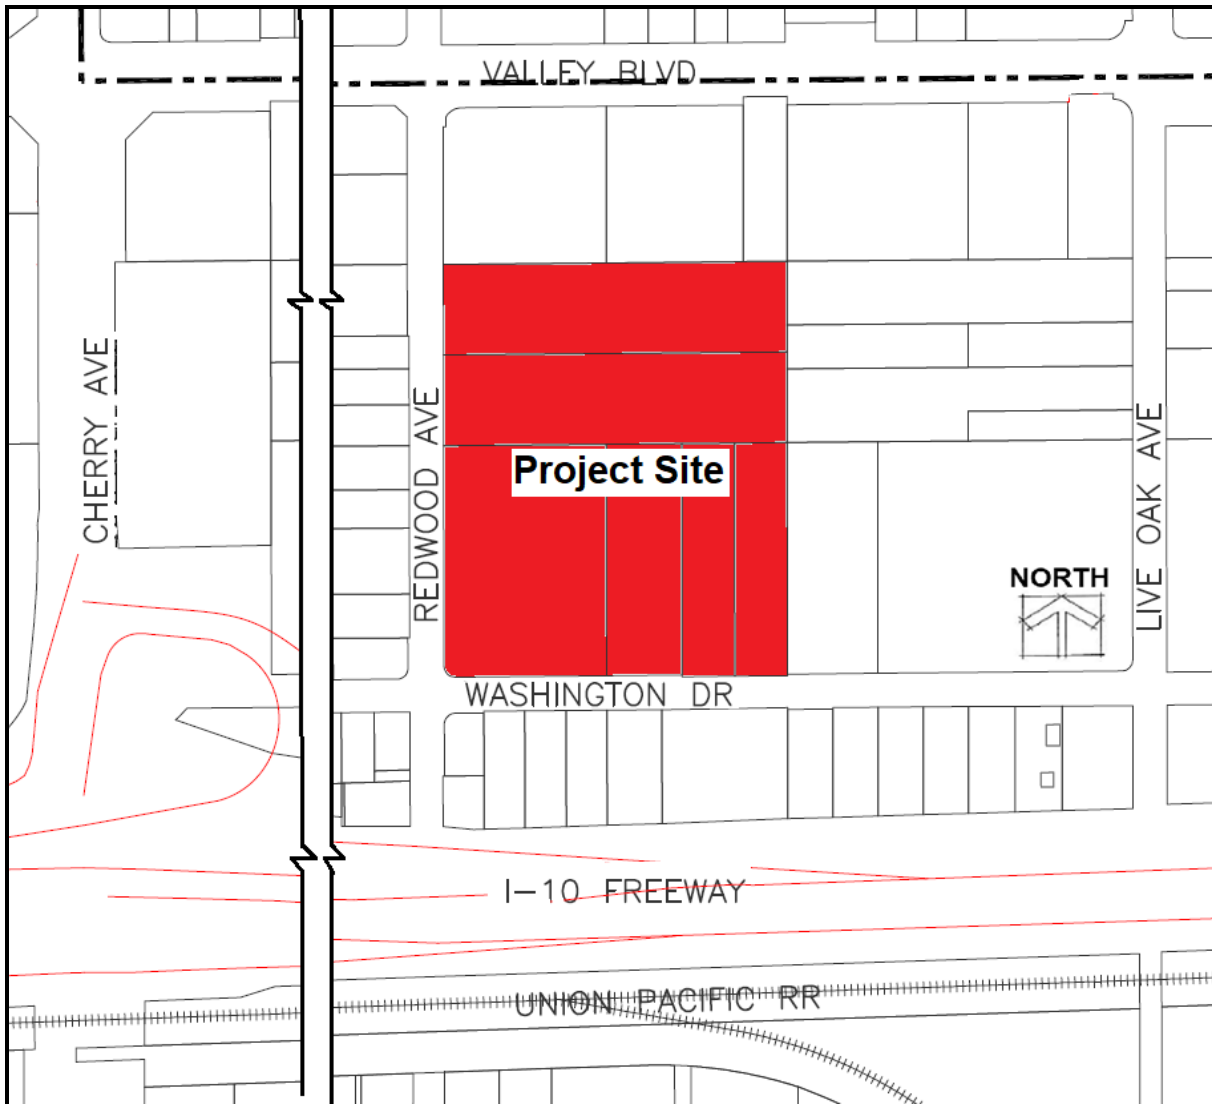 VALLEY BLVD
CHERRY AVE
REDWOOD AVE
Project Site
LIVE OAK AVE
NORTH
WASHINGTON DR
I-10 FREEWAY
UNION PACIFIC RR